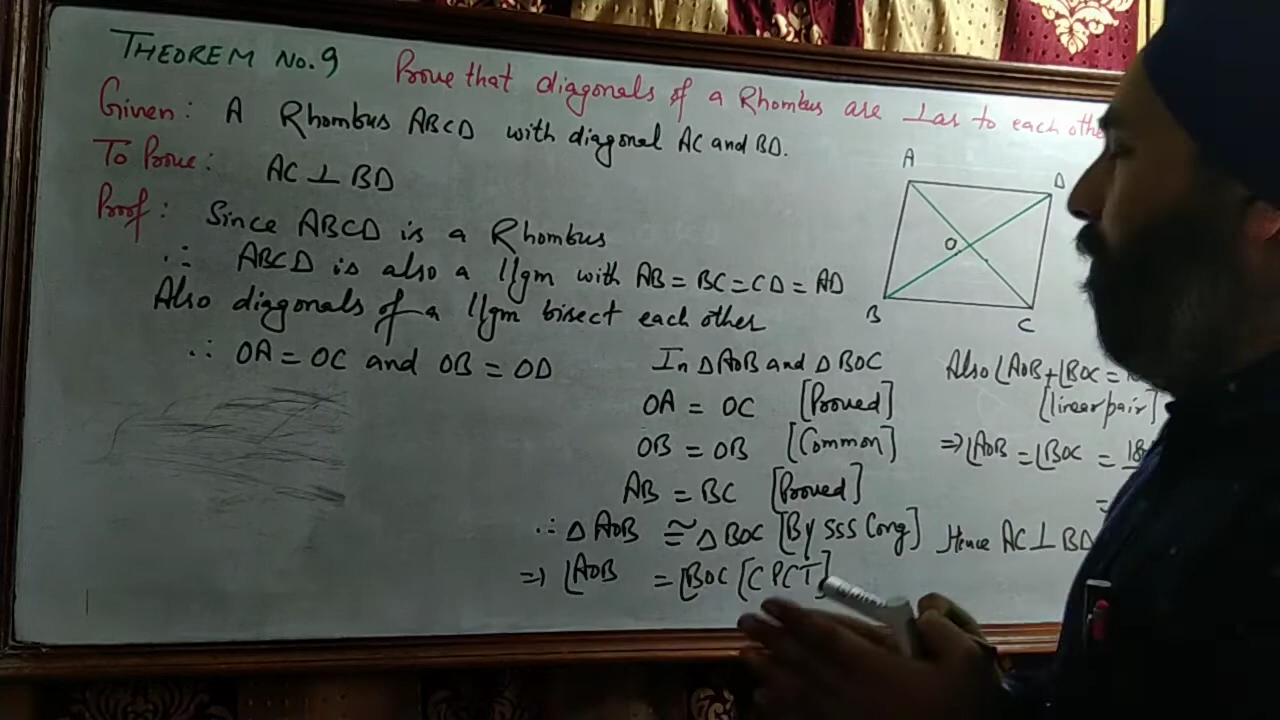 THEOREM No. 9 Prove that diagonals of a Rhombus are ⊥ar to each othe
Given: A Rhombus ABCD with diagonal AC and BD.
To Prove: AC ⊥ BD
Proof: Since ABCD is a Rhombus
∴ ABCD is also a llgm with AB = BC = CD = AD
Also diagonals of a llgm bisect each other
∴ OA = OC and OB = OD
A
D
O
B
C
In △AOB and △BOC
OA = OC [Proved]
OB = OB [Common]
AB = BC [Proved]
∴ △AOB ≅ △BOC [By SSS Cong]
⇒ ∠AOB = ∠BOC [CPCT]
Also ∠AOB + ∠BOC =
[linear pair]
⇒ ∠AOB = ∠BOC = 18
=
Hence AC ⊥ BD